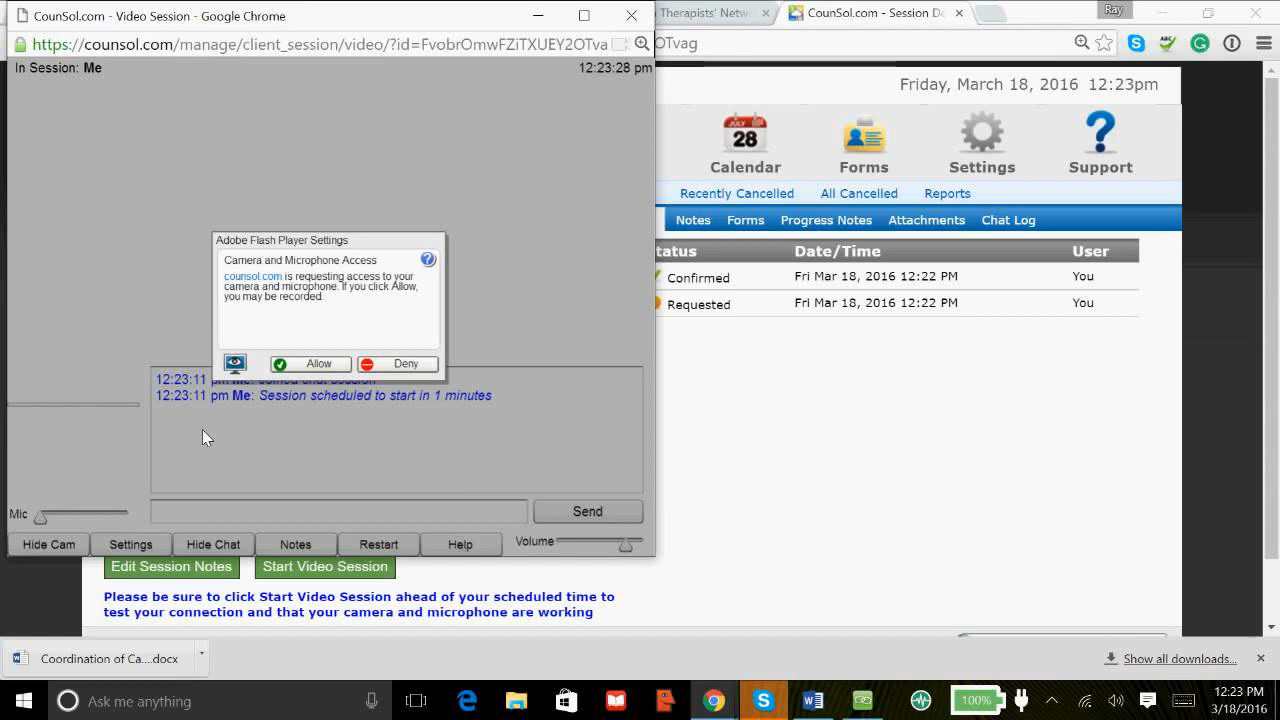 CounSol.com - Video Session - Google Chrome
Therapists' Netw
CounSol.com - Session De
Ray
https://counsol.com/manage/client_session/video/?id=FvobrOmwFZiTXUEY2OTva
OTvag
In Session: Me
12:23:28 pm
Friday, March 18, 2016 12:23pm
JULY
28
Calendar
Forms
Settings
Support
Recently Cancelled
All Cancelled
Reports
Notes
Forms
Progress Notes
Attachments
Chat Log
tatus
Date/Time
User
Confirmed
Fri Mar 18, 2016 12:22 PM
You
Requested
Fri Mar 18, 2016 12:22 PM
You
Adobe Flash Player Settings
Camera and Microphone Access
counsol.com is requesting access to your
camera and microphone. If you click Allow,
you may be recorded.
Allow
Deny
12:23:11 pm Me: Joined chat session
12:23:11 pm Me: Session scheduled to start in 1 minutes
Mic
Send
Hide Cam
Settings
Hide Chat
Notes
Restart
Help
Volume
Edit Session Notes
Start Video Session
Please be sure to click Start Video Session ahead of your scheduled time to
test your connection and that your camera and microphone are working
Coordination of Ca....docx
Show all downloads...
Ask me anything
100%
12:23 PM
3/18/2016